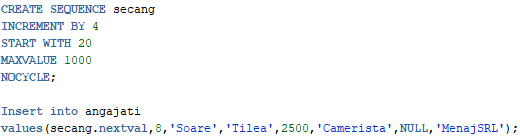 CREATE SEQUENCE secang
INCREMENT BY 4
START WITH 20
MAXVALUE 1000
NOCYCLE;
Insert into angajati
values(secang.nextval,8,'Soare','Tilea',2500,'Camerista',NULL,'MenajSRL');